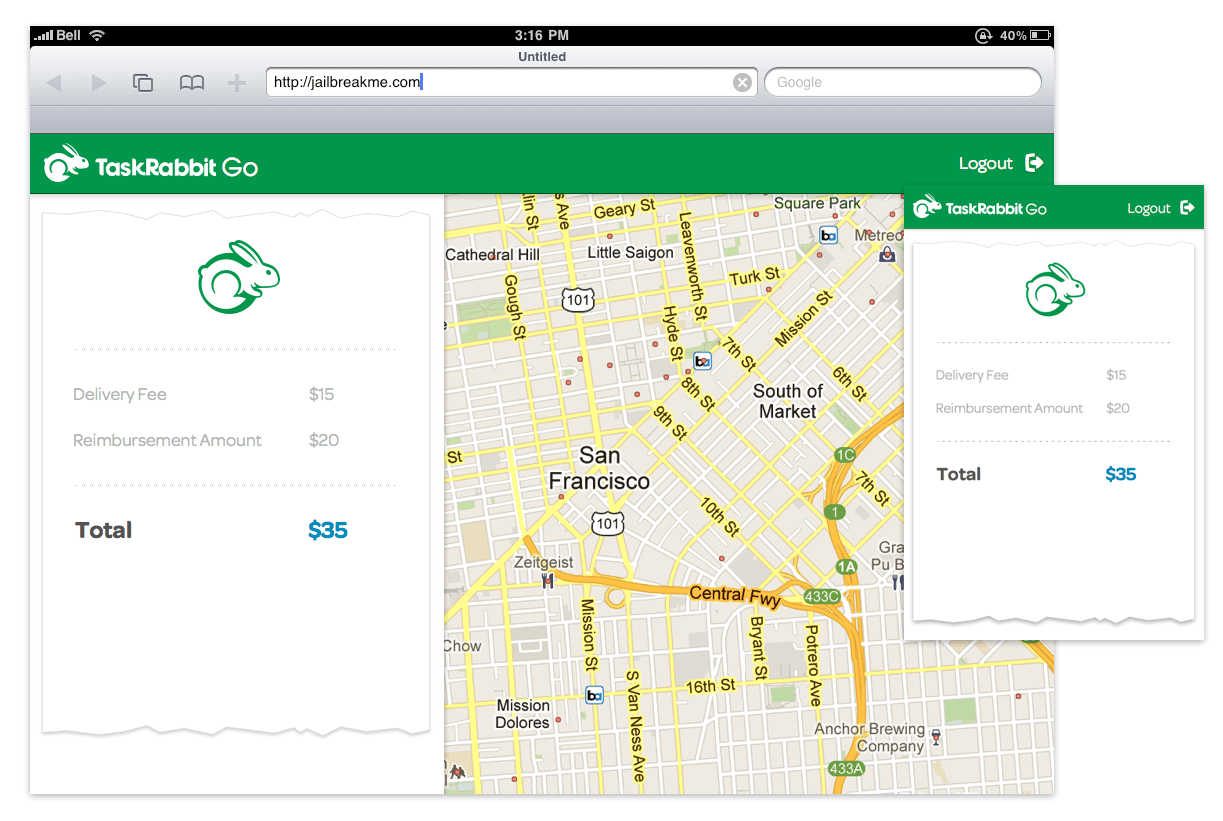 Bell
3:16 PM
40%
Untitled
http://jailbreakme.com
Google
TaskRabbit Go
Logout
Delivery Fee $15
Reimbursement Amount $20
Total $35
Geary St
Square Park
Cathedral Hill
Little Saigon
Leavenworth St
Metreo
Turk St
101
Gough St
Hyde St
Mission St
7th St
8th St
6th St
South of
Market
9th St
St
San
Francisco
1C
7th St
10th St
1
101
Zeitgeist
Gra
Pu B
1A
Central Fwy
433C
Mission St
Bryant St
Potrero Ave
Chow
S Van Ness Ave
16th St
Mission
Dolores
Anchor Brewing
Company
433A
TaskRabbit Go
Logout
Delivery Fee $15
Reimbursement Amount $20
Total $35